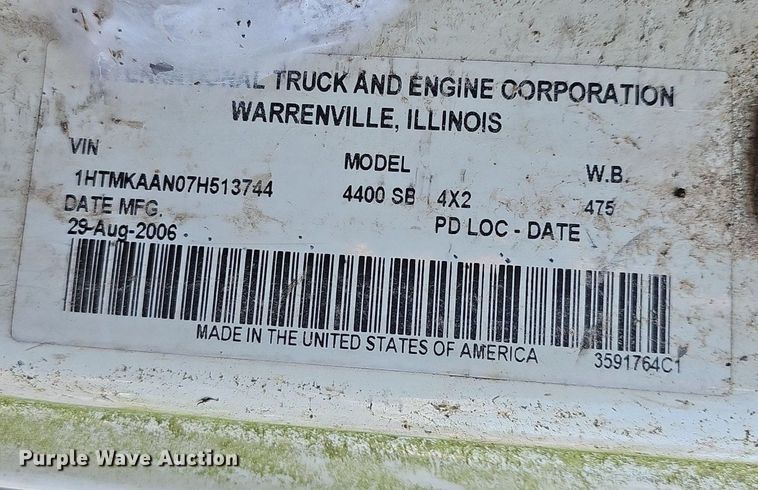 INTERNATIONAL TRUCK AND ENGINE CORPORATION
WARRENVILLE, ILLINOIS
VIN MODEL W.B.
1HTMKAAN07H513744 4400 SB 4X2 475
DATE MFG. PD LOC - DATE
29-Aug-2006
MADE IN THE UNITED STATES OF AMERICA 3591764C1
Purple Wave Auction